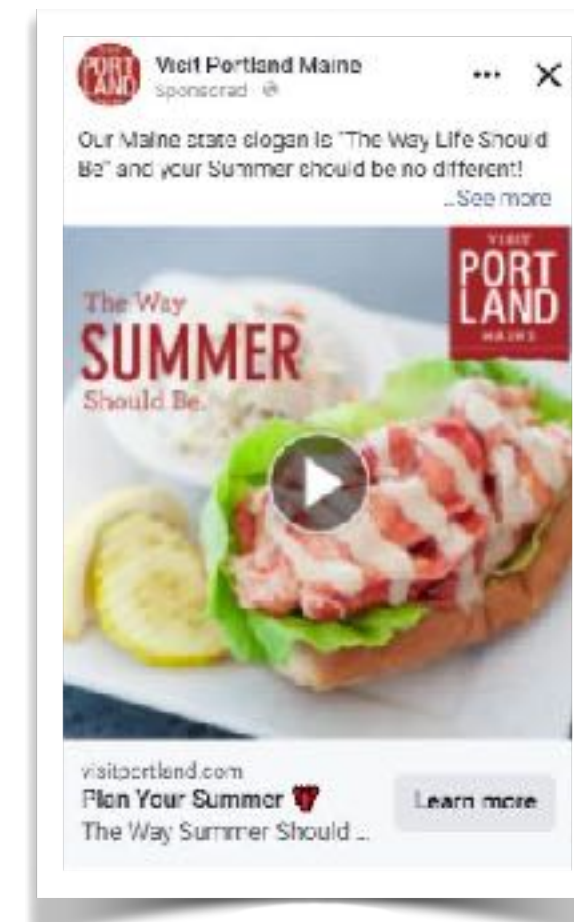 VISIT
PORT
LAND
Visit Portland Maine
Sponsored
Our Maine state slogan is "The Way Life Should
Be" and your Summer should be no different!
...See more
The Way
SUMMER
Should Be.
VISIT
PORT
LAND
MAINE
visitportland.com
Plan Your Summer
The Way Summer Should ...
Learn more